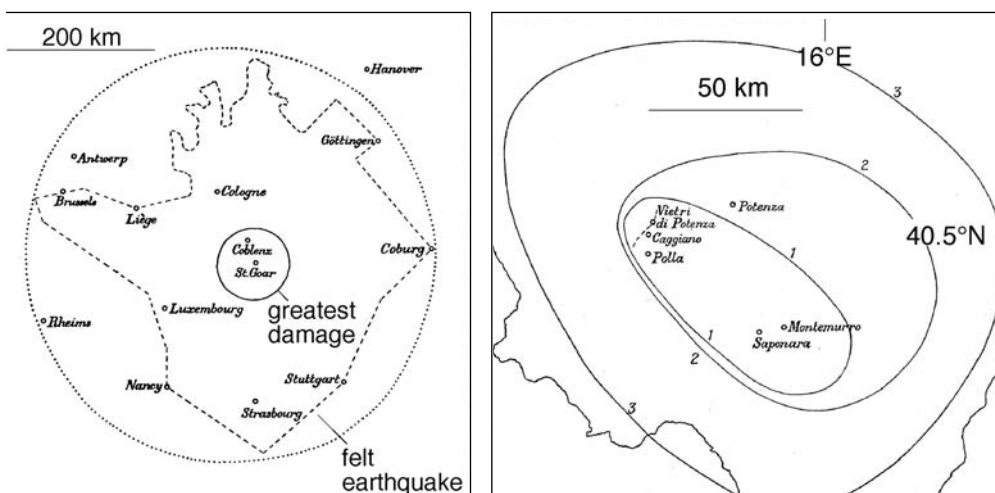 200 km
Hanover
Göttingen
Antwerp
Brussels
Liège
Cologne
Coblenz
St. Goar
Coburg
greatest
damage
Luxembourg
Rheims
Nancy
Stuttgart
Strasbourg
felt
earthquake
16°E
50 km
3
2
Potenza
Vietri
di Potenza
Caggiano
Polla
1
40.5°N
Montemurro
Saponara
1
2
3